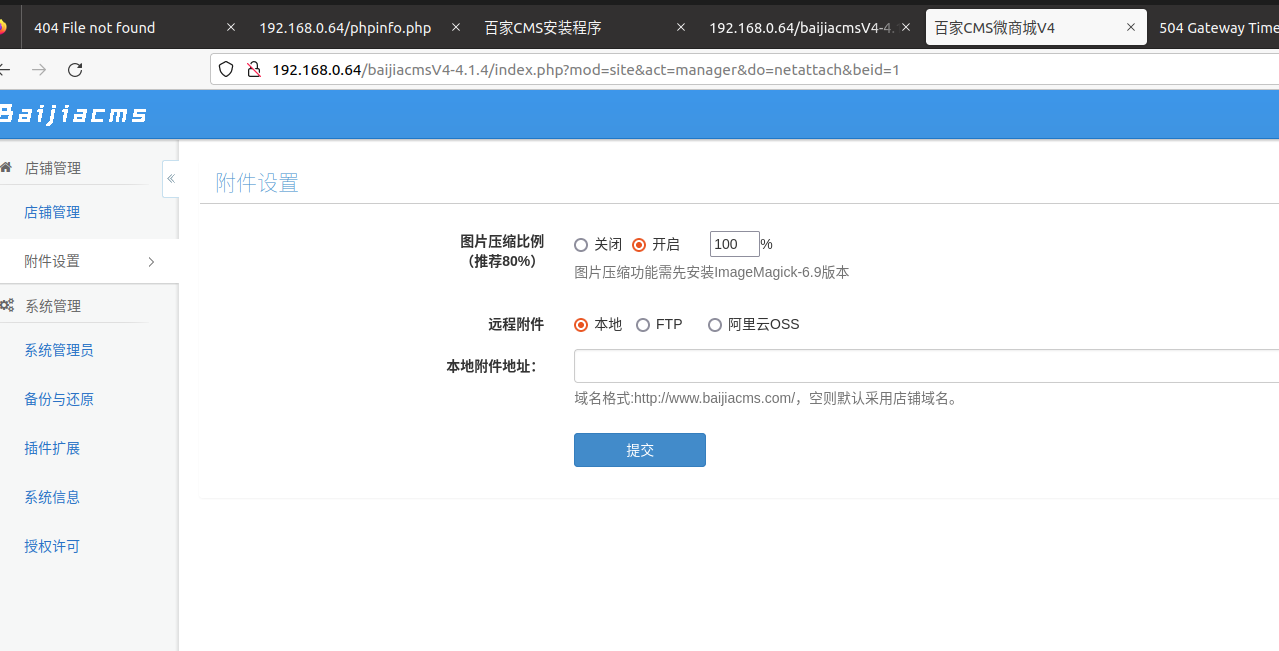 404 File not found
192.168.0.64/phpinfo.php
百家CMS安装程序
192.168.0.64/baijiacmsV4-4.
百家CMS微商城V4
504 Gateway Time
192.168.0.64/baijiacmsV4-4.1.4/index.php?mod=site&act=manager&do=netattach&beid=1
Baijiacms
店铺管理
店铺管理
附件设置
系统管理
系统管理员
备份与还原
插件扩展
系统信息
授权许可
附件设置
图片压缩比例
（推荐80%）
关闭 开启 100 %
图片压缩功能需先安装ImageMagick-6.9版本
远程附件 本地 FTP 阿里云OSS
本地附件地址：
域名格式:http://www.baijiacms.com/，空则默认采用店铺域名。
提交